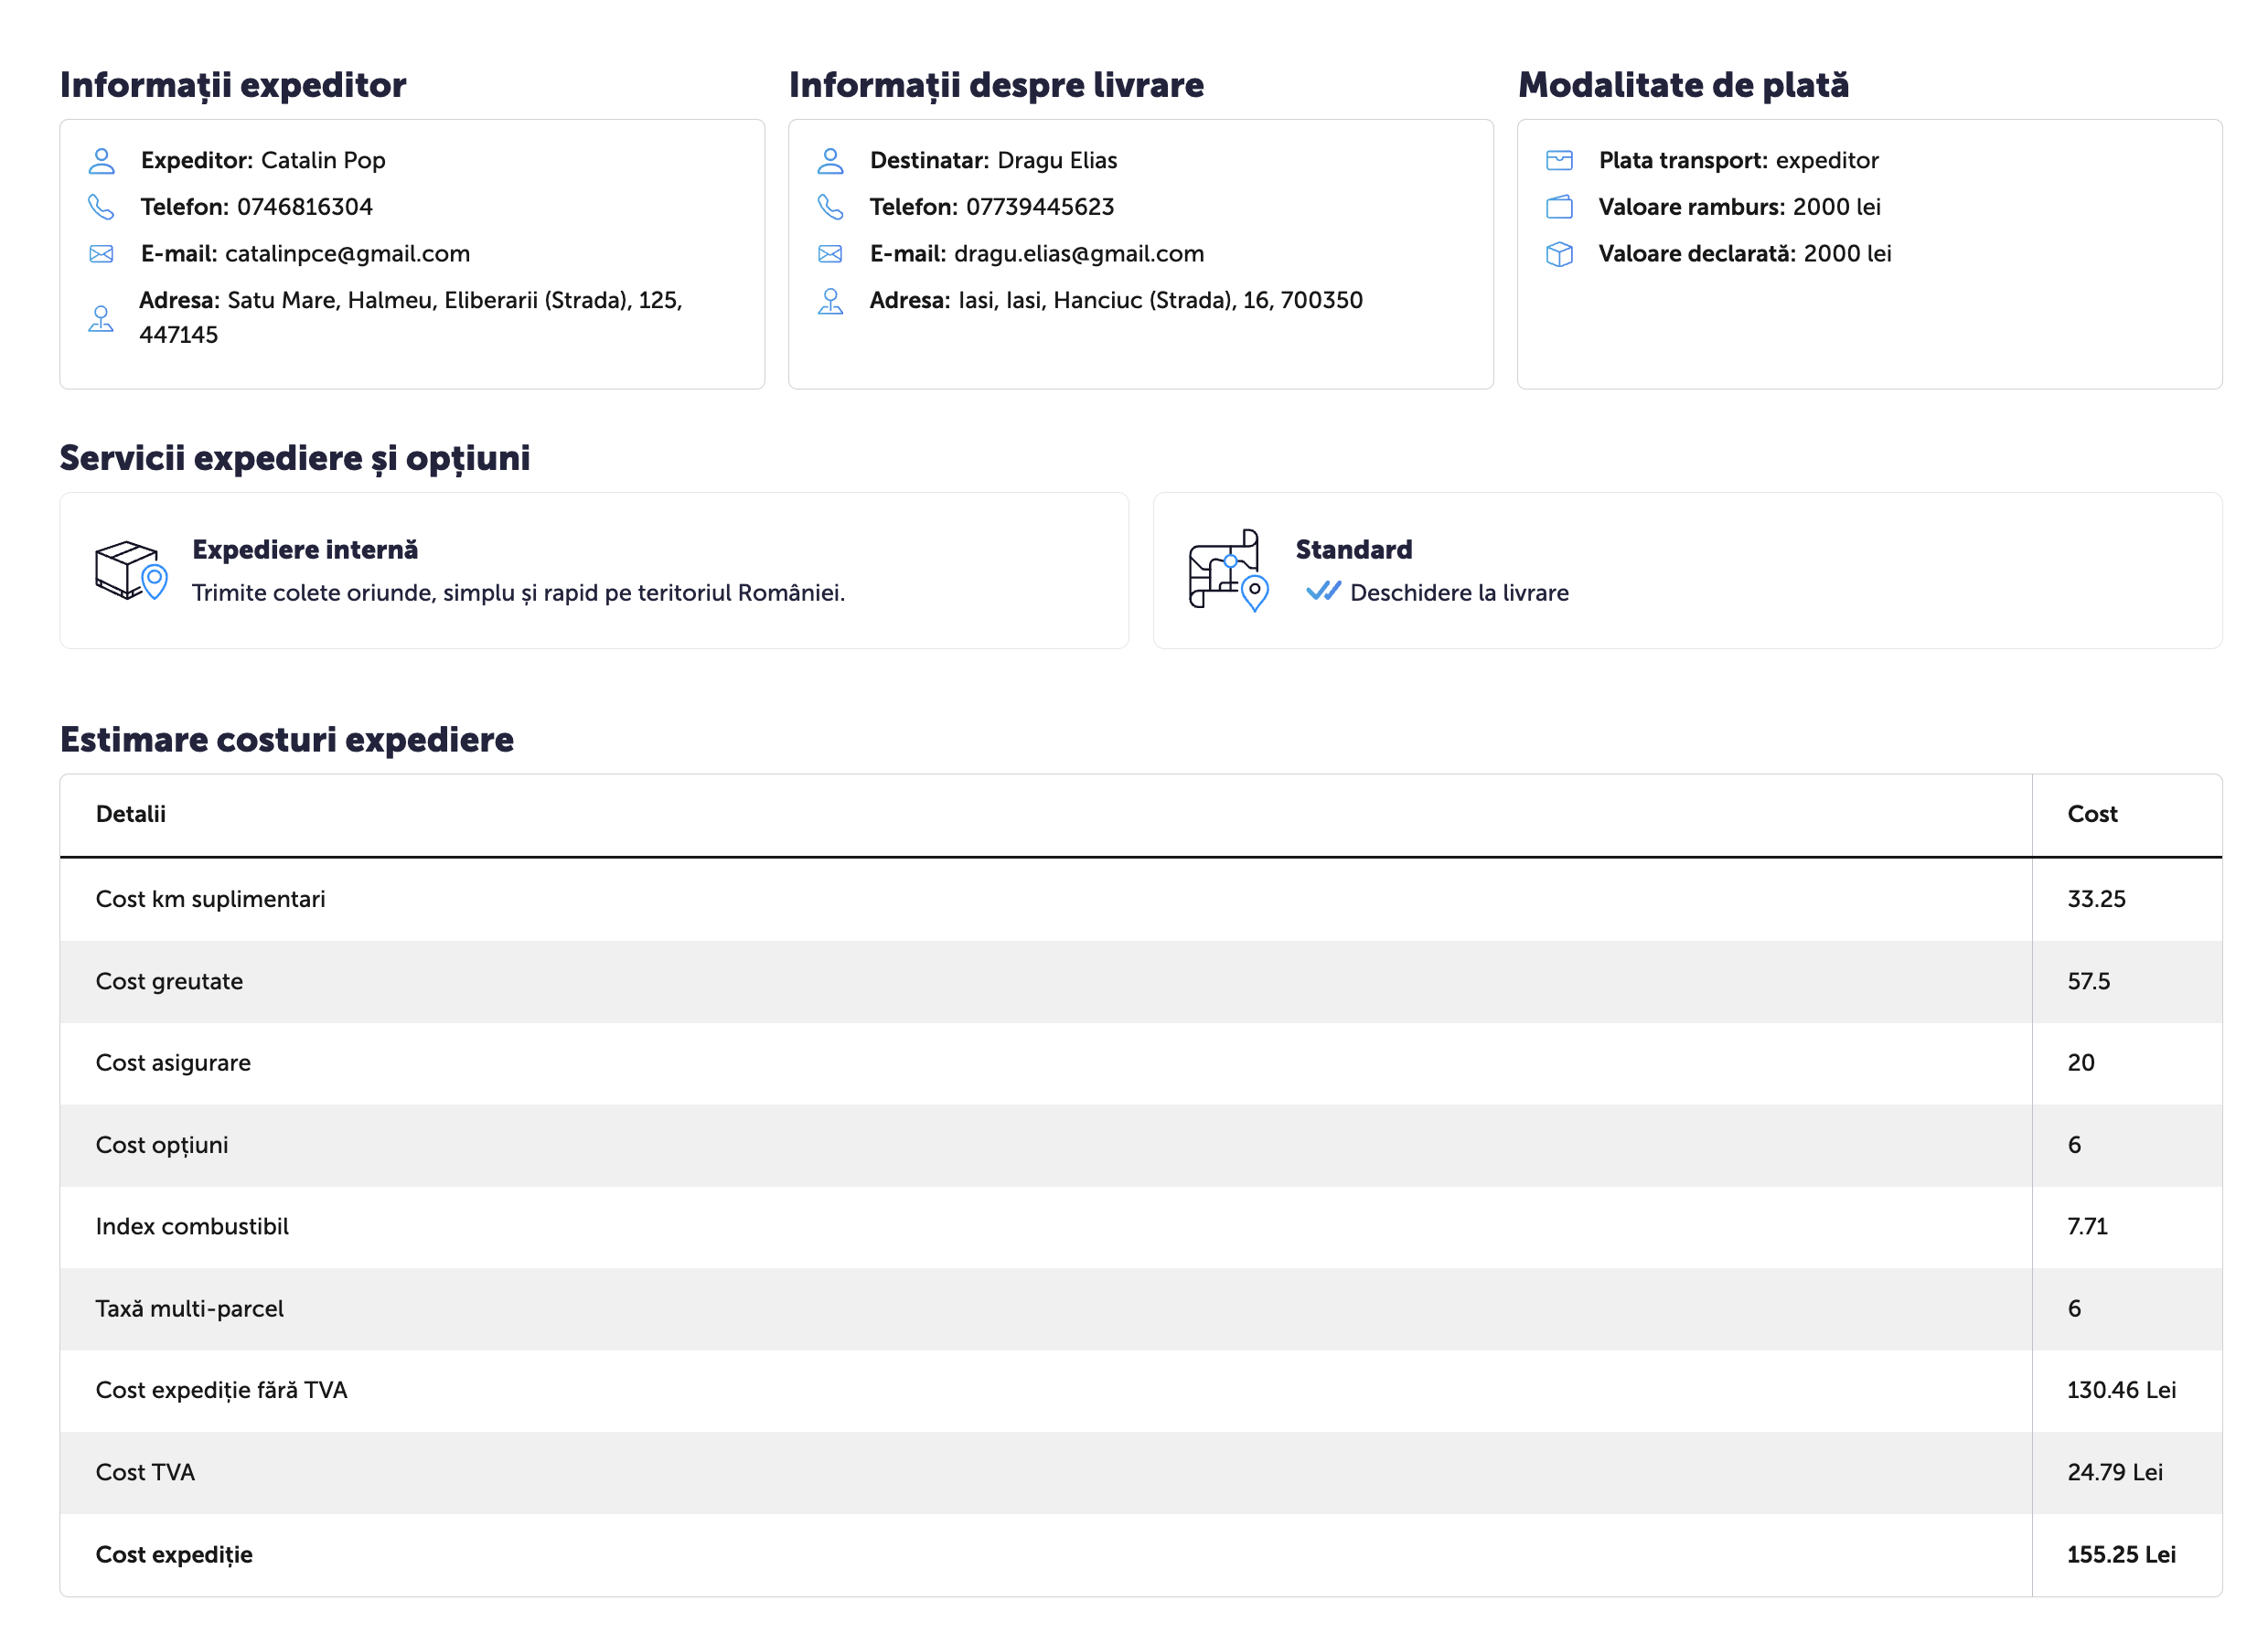 Informații expeditor
Expeditor: Catalin Pop
Telefon: 0746816304
E-mail: catalinpce@gmail.com
Adresa: Satu Mare, Halmeu, Eliberarii (Strada), 125,
447145
Informații despre livrare
Destinatar: Dragu Elias
Telefon: 07739445623
E-mail: dragu.elias@gmail.com
Adresa: Iasi, Iasi, Hanciuc (Strada), 16, 700350
Modalitate de plată
Plata transport: expeditor
Valoare ramburs: 2000 lei
Valoare declarată: 2000 lei
Servicii expediere și opțiuni
Expediere internă
Trimite colete oriunde, simplu și rapid pe teritoriul României.
Standard
Deschidere la livrare
Estimare costuri expediere
Detalii Cost
Cost km suplimentari 33.25
Cost greutate 57.5
Cost asigurare 20
Cost opțiuni 6
Index combustibil 7.71
Taxă multi-parcel 6
Cost expediție fără TVA 130.46 Lei
Cost TVA 24.79 Lei
Cost expediție 155.25 Lei